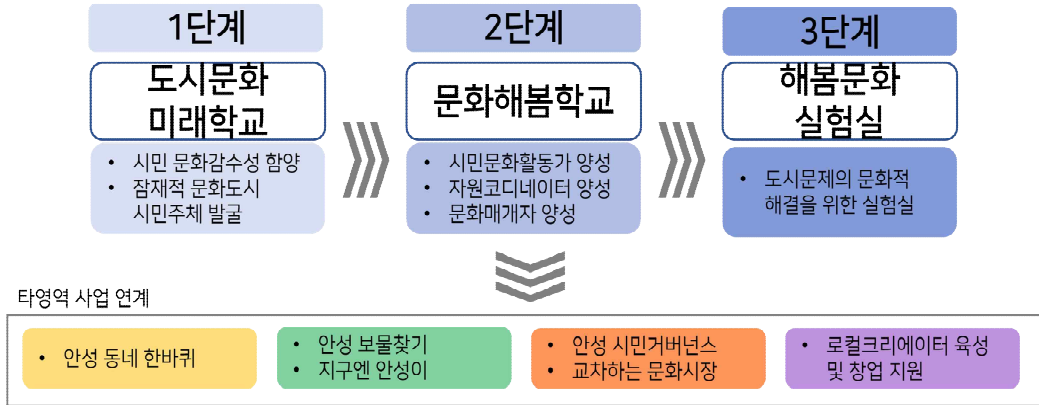 1단계
도시문화
미래학교
• 시민 문화감수성 함양
• 잠재적 문화도시
시민주체 발굴
2단계
문화해봄학교
• 시민문화활동가 양성
• 자원코디네이터 양성
• 문화매개자 양성
3단계
해봄문화
실험실
• 도시문제의 문화적
해결을 위한 실험실
타영역 사업 연계
• 안성 동네 한바퀴
• 안성 보물찾기
• 지구엔 안성이
• 안성 시민거버넌스
• 교차하는 문화시장
• 로컬크리에이터 육성
및 창업 지원